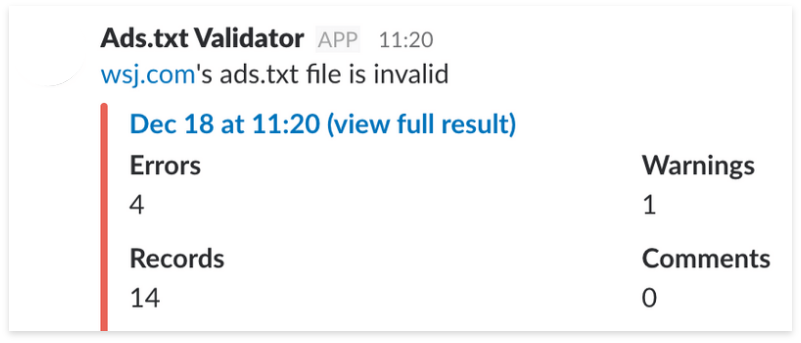 Ads.txt Validator APP 11:20
wsj.com's ads.txt file is invalid
Dec 18 at 11:20 (view full result)
Errors Warnings
4 1
Records Comments
14 0